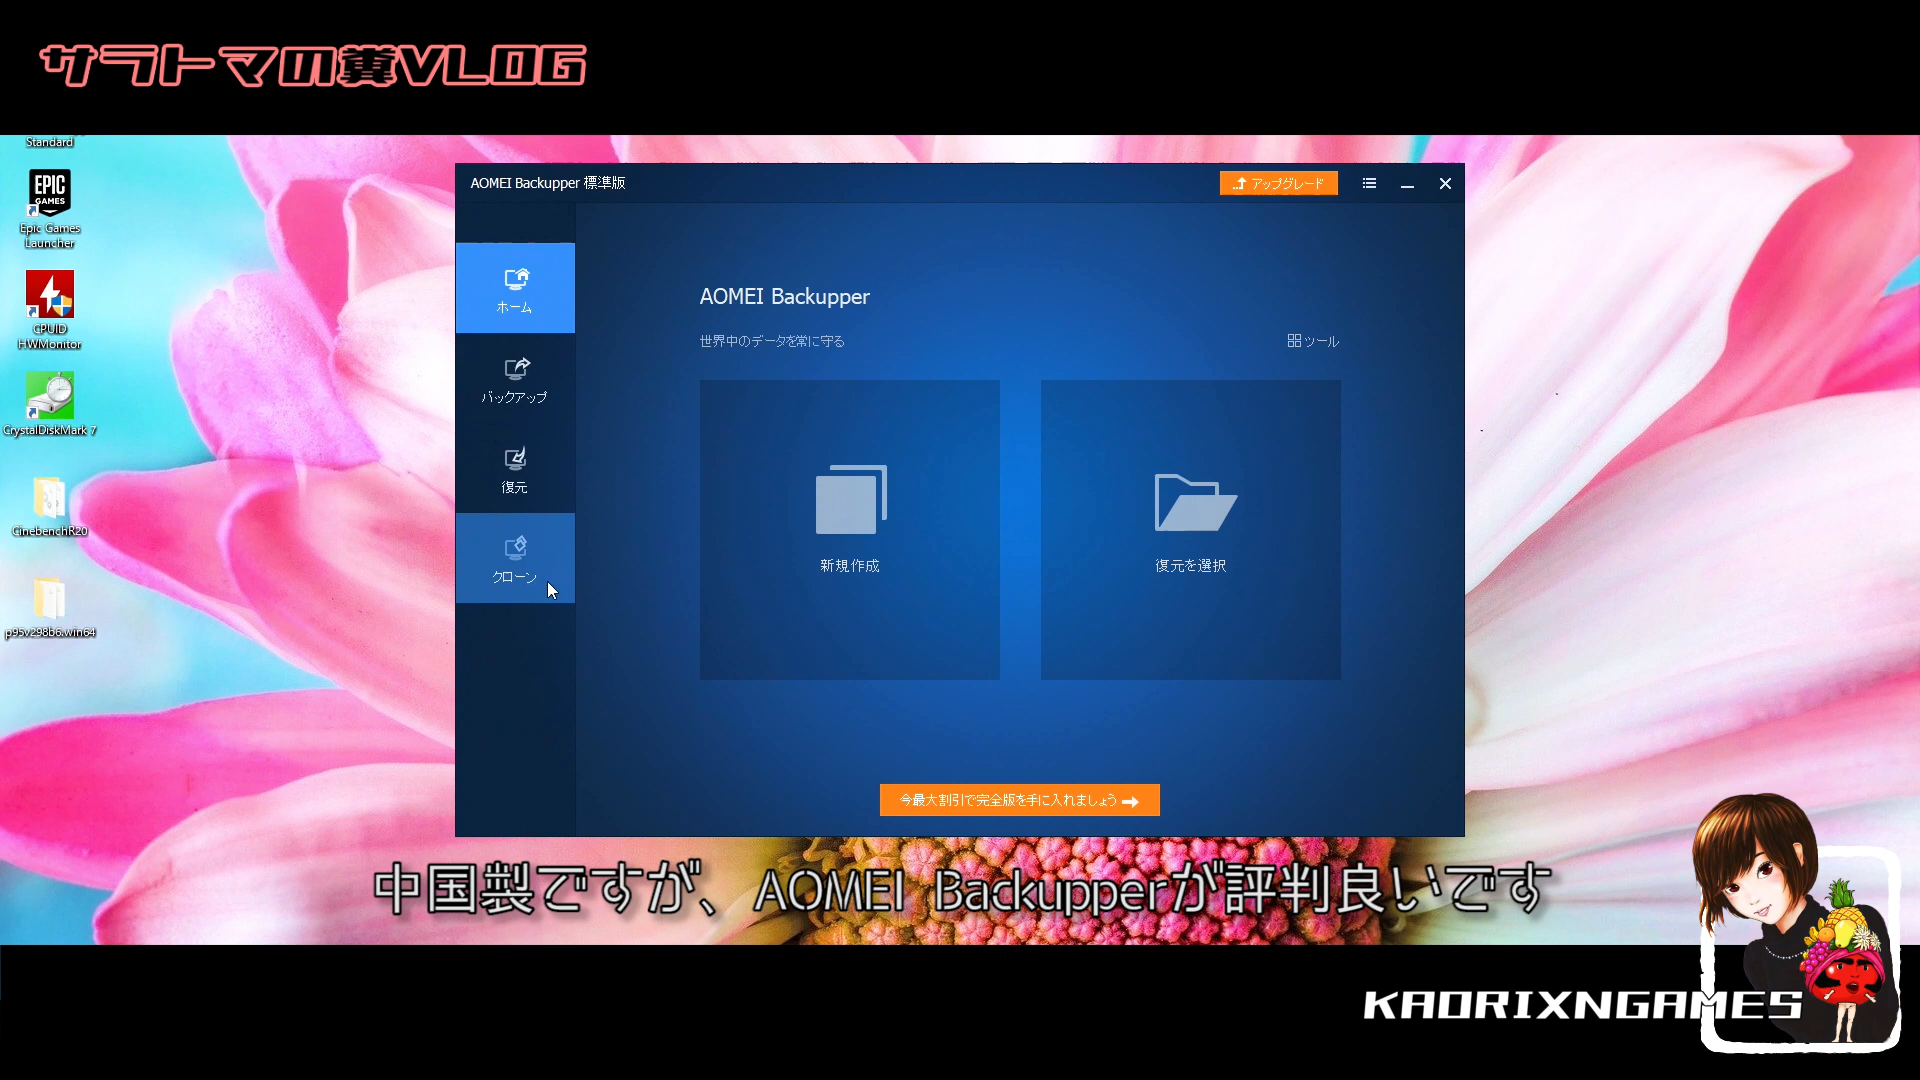 サラトマの糞VLOG
Standard
EPIC
GAMES
Epic Games
Launcher
CPUID
HWMonitor
CrystalDiskMark 7
CinebenchR20
p95v298b6.win64
AOMEI Backupper 標準版
アップグレード
ホーム
バックアップ
復元
クローン
AOMEI Backupper
世界中のデータを常に守る
ツール
新規作成
復元を選択
今最大割引で完全版を手に入れましょう
中国製ですが、AOMEI Backupperが評判良いです
KAORIXNGAMES